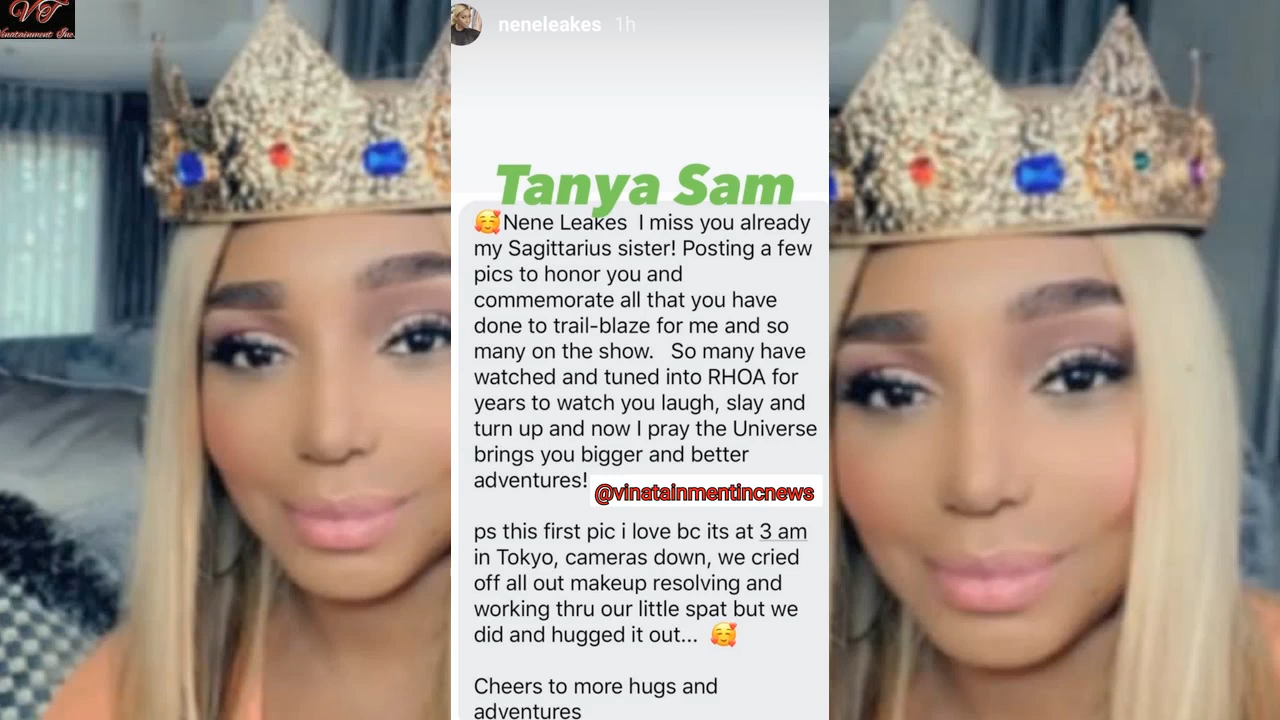 VT
Vinatainment Inc.
neneleakes 1h
Tanya Sam
🥰Nene Leakes I miss you already
my Sagittarius sister! Posting a few
pics to honor you and
commemorate all that you have
done to trail-blaze for me and so
many on the show. So many have
watched and tuned into RHOA for
years to watch you laugh, slay and
turn up and now I pray the Universe
brings you bigger and better
adventures!
@vinatainmentincnews
ps this first pic i love bc its at 3 am
in Tokyo, cameras down, we cried
off all out makeup resolving and
working thru our little spat but we
did and hugged it out... 🥰
Cheers to more hugs and
adventures